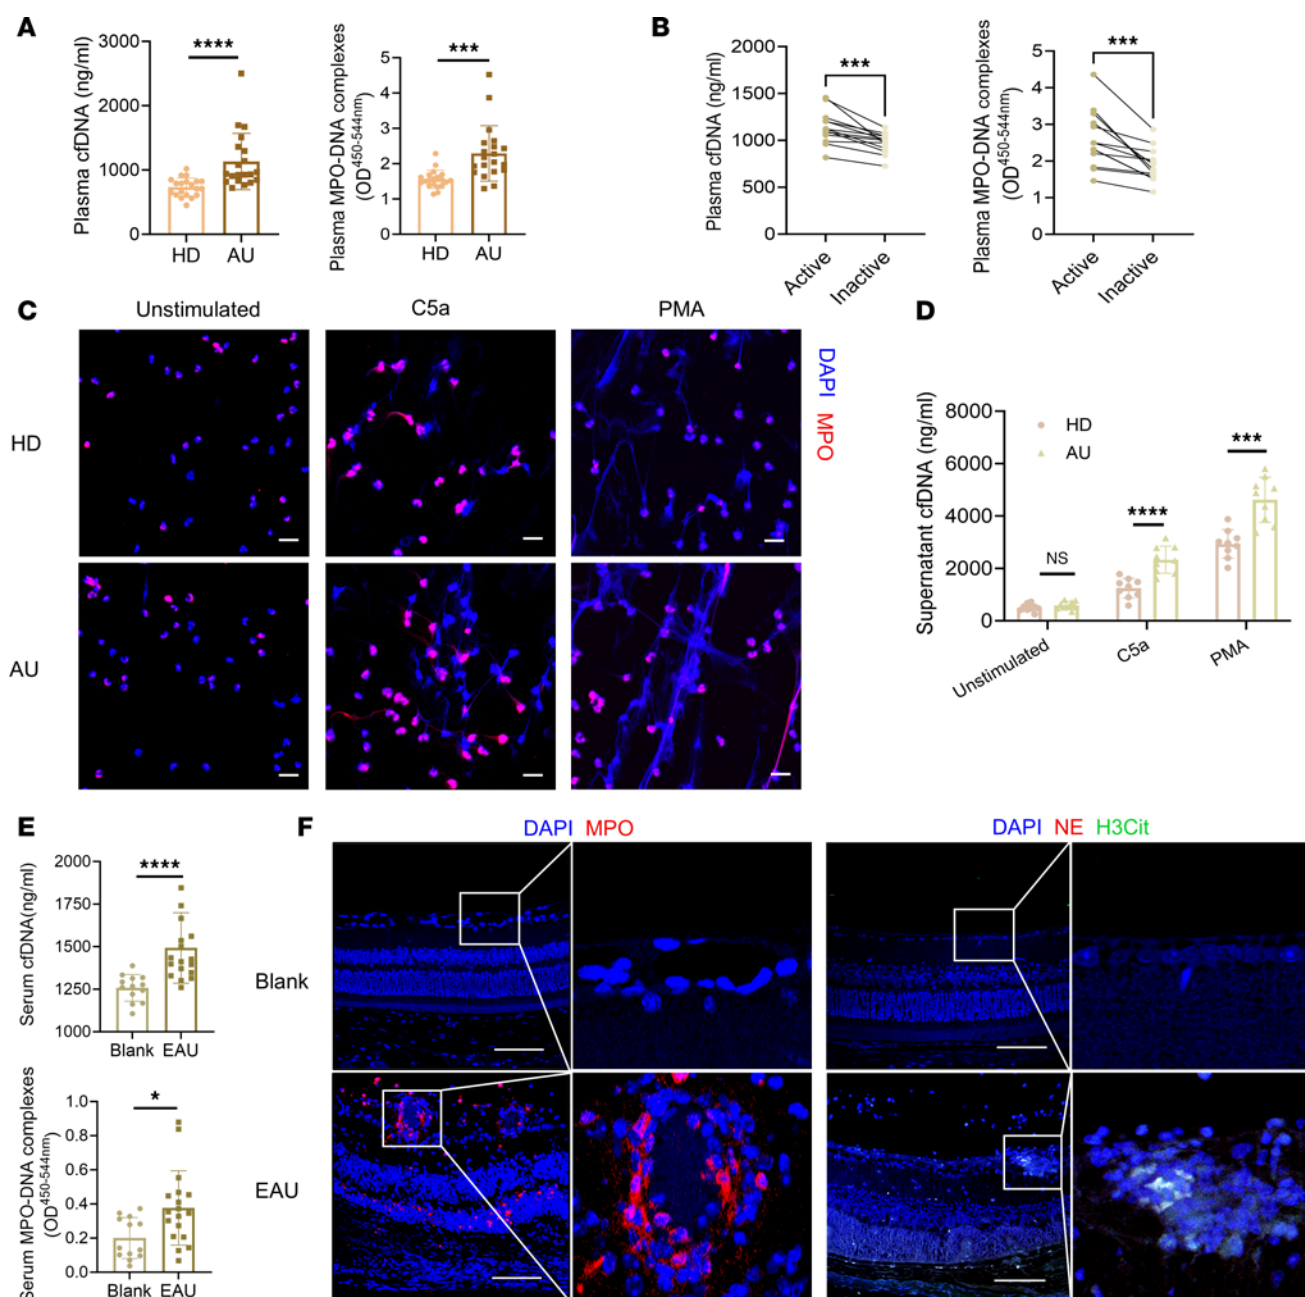 A
Plasma cfDNA (ng/ml)
3000
2000
1000
0
****
HD
AU
Plasma MPO-DNA complexes
(OD450-544nm)
5
4
3
2
1
0
***
HD
AU
B
Plasma cfDNA (ng/ml)
2000
1500
1000
500
0
***
Active
Inactive
Plasma MPO-DNA complexes
(OD450-544nm)
5
4
3
2
1
0
***
Active
Inactive
C
Unstimulated
C5a
PMA
HD
AU
DAPI MPO
D
Supernatant cfDNA (ng/ml)
8000
6000
4000
2000
0
HD
AU
NS
****
***
Unstimulated
C5a
PMA
E
Serum cfDNA(ng/ml)
2000
1750
1500
1250
1000
****
Blank
EAU
Serum MPO-DNA complexes
(OD450-544nm)
1.0
0.8
0.6
0.4
0.2
0.0
*
Blank
EAU
F
DAPI MPO
DAPI NE H3Cit
Blank
EAU